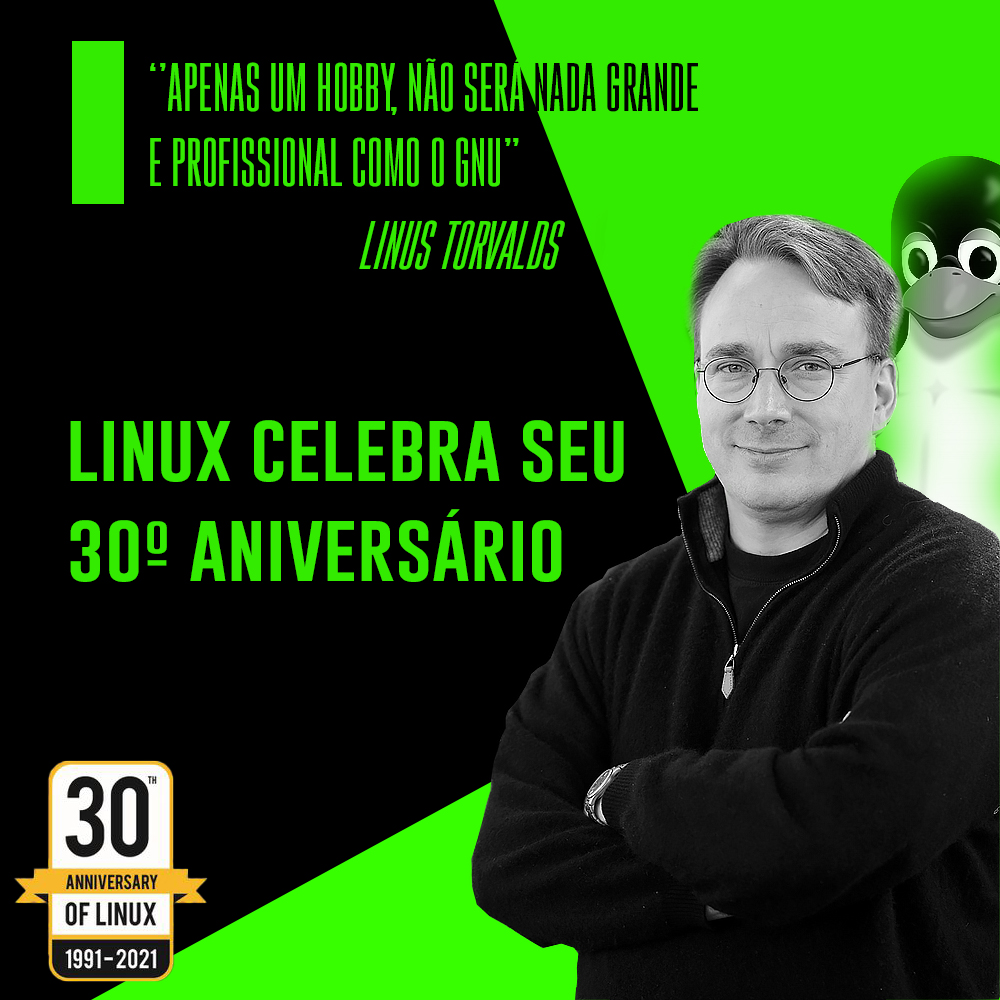 ‘’APENAS UM HOBBY, NÃO SERÁ NADA GRANDE
E PROFISSIONAL COMO O GNU”
LINUS TORVALDS
LINUX CELEBRA SEU
30º ANIVERSÁRIO
30TH
ANNIVERSARY
OF LINUX
1991-2021